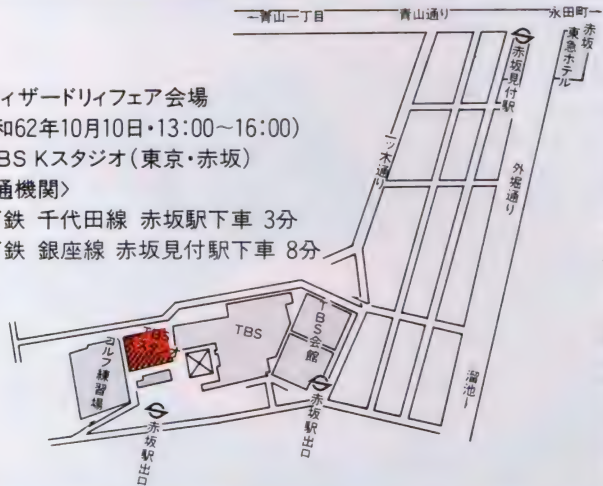 ←青山一丁目
青山通り
永田町→
赤坂見付駅
赤坂
東急ホテル
ィザードリィフェア会場
和62年10月10日・13:00〜16:00)
BS Kスタジオ(東京・赤坂)
通機関〉
鉄 千代田線 赤坂駅下車 3分
鉄 銀座線 赤坂見付駅下車 8分
一ツ木通り
外堀通り
TBS会館
TBS
TBS
Kスタジオ
ゴルフ練習場
赤坂駅出口
赤坂駅出口
溜池→